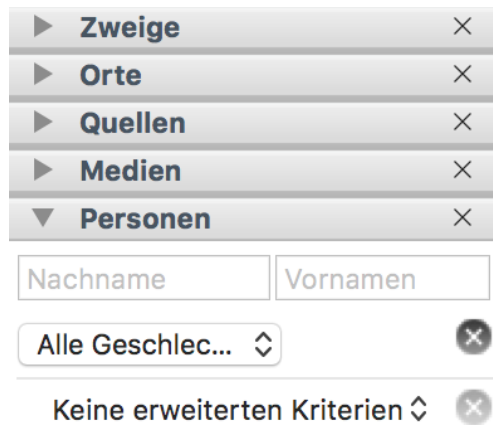 Zweige
Orte
Quellen
Medien
Personen
Nachname Vornamen
Alle Geschlec...
Keine erweiterten Kriterien